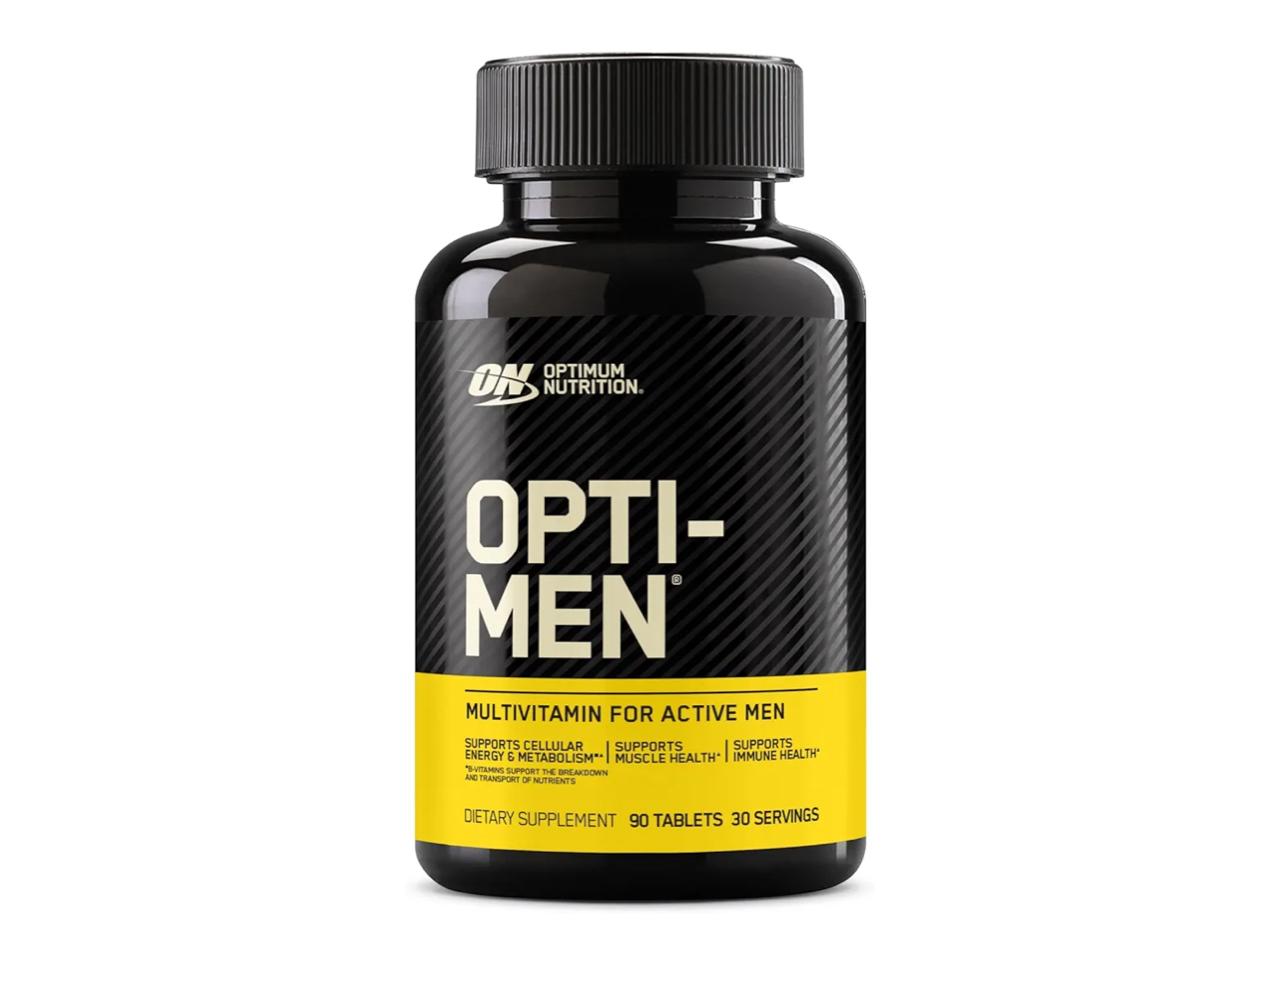 ON OPTIMUM
NUTRITION®
OPTI-
MEN®
MULTIVITAMIN FOR ACTIVE MEN
SUPPORTS CELLULAR
ENERGY & METABOLISM
SUPPORTS
MUSCLE HEALTH*
SUPPORTS
IMMUNE HEALTH*
B-VITAMINS SUPPORT THE BREAKDOWN
AND TRANSPORT OF NUTRIENTS
DIETARY SUPPLEMENT 90 TABLETS 30 SERVINGS